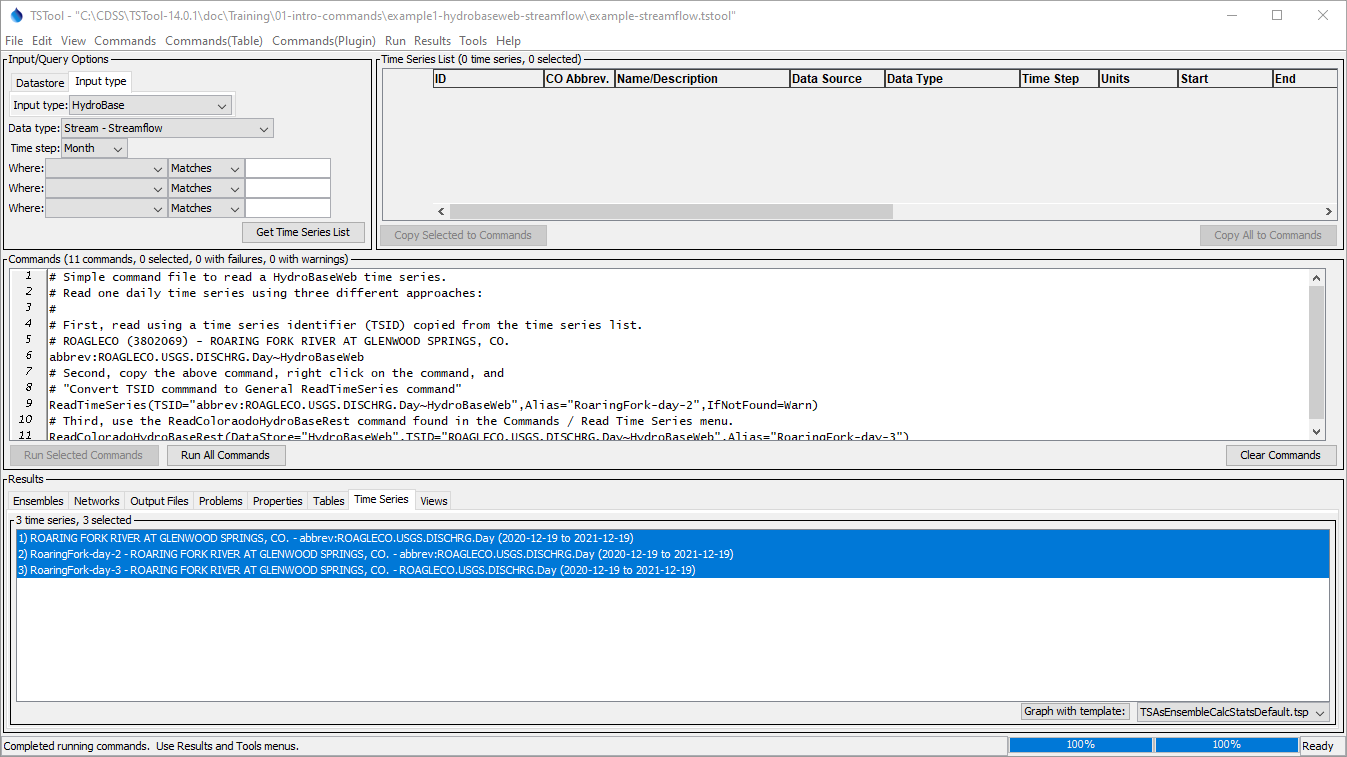 TSTool - "C:\CDSS\TSTool-14.0.1\doc\Training\01-intro-commands\example1-hydrobaseweb-streamflow\example-streamflow.tstool"
File Edit View Commands Commands(Table) Commands(Plugin) Run Results Tools Help
Input/Query Options
Datastore Input type
Input type: HydroBase
Data type: Stream - Streamflow
Time step: Month
Where: Matches
Where: Matches
Where: Matches
Get Time Series List
Time Series List (0 time series, 0 selected)
ID CO Abbrev. Name/Description Data Source Data Type Time Step Units Start End
Copy Selected to Commands Copy All to Commands
Commands (11 commands, 0 selected, 0 with failures, 0 with warnings)
1 # Simple command file to read a HydroBaseWeb time series.
2 # Read one daily time series using three different approaches:
3 #
4 # First, read using a time series identifier (TSID) copied from the time series list.
5 # ROAGLECO (3802069) - ROARING FORK RIVER AT GLENWOOD SPRINGS, CO.
6 abbrev:ROAGLECO.USGS.DISCHRG.Day~HydroBaseWeb
7 # Second, copy the above command, right click on the command, and
8 # "Convert TSID commmand to General ReadTimeSeries command"
9 ReadTimeSeries(TSID="abbrev:ROAGLECO.USGS.DISCHRG.Day~HydroBaseWeb",Alias="RoaringFork-day-2",IfNotFound=Warn)
10 # Third, use the ReadColoraodoHydroBaseRest command found in the Commands / Read Time Series menu.
11 ReadColoradoHydroBaseRest(DataStore="HydroBaseWeb",TSID="ROAGLECO.USGS.DISCHRG.Day~HydroBaseWeb",Alias="RoaringFork-day-3")
Run Selected Commands Run All Commands Clear Commands
Results
Ensembles Networks Output Files Problems Properties Tables Time Series Views
3 time series, 3 selected
1) ROARING FORK RIVER AT GLENWOOD SPRINGS, CO. - abbrev:ROAGLECO.USGS.DISCHRG.Day (2020-12-19 to 2021-12-19)
2) RoaringFork-day-2 - ROARING FORK RIVER AT GLENWOOD SPRINGS, CO. - abbrev:ROAGLECO.USGS.DISCHRG.Day (2020-12-19 to 2021-12-19)
3) RoaringFork-day-3 - ROARING FORK RIVER AT GLENWOOD SPRINGS, CO. - ROAGLECO.USGS.DISCHRG.Day (2020-12-19 to 2021-12-19)
Graph with template: TSAsEnsembleCalcStatsDefault.tsp
Completed running commands. Use Results and Tools menus. 100% 100% Ready